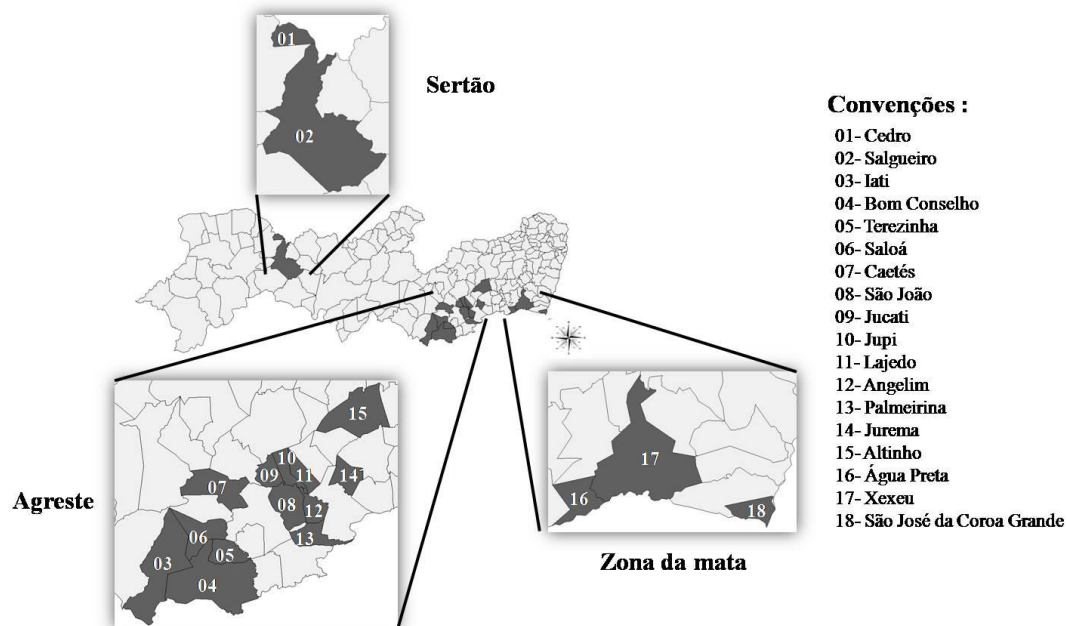 01
Sertão
02
Convenções :
01- Cedro
02- Salgueiro
03- Iati
04- Bom Conselho
05- Terezinha
06- Saloá
07- Caetés
08- São João
09- Jucati
10- Jupi
11- Lajedo
12- Angelim
13- Palmeirina
14- Jurema
15- Altinho
16- Água Preta
17- Xexeu
18- São José da Coroa Grande
Agreste
15
10
09
11
14
07
08
12
13
06
05
03
04
17
16
18
Zona da mata